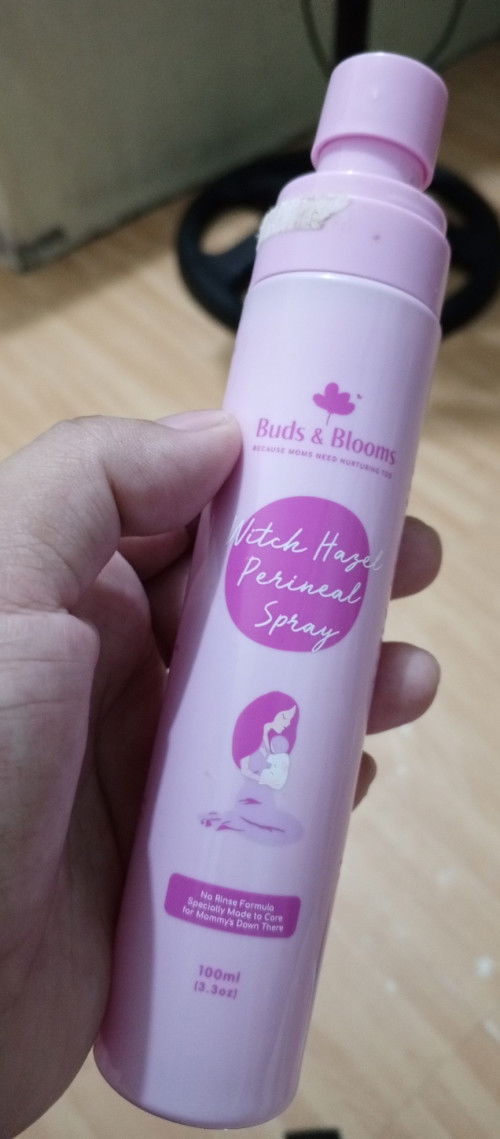 Buds & Blooms
BECAUSE MOMS NEED NURTURING TOO
Witch Hazel
Perineal
Spray
No Rinse Formula
Specially Made to Care
for Mommy's Down There
100ml
(3.3oz)